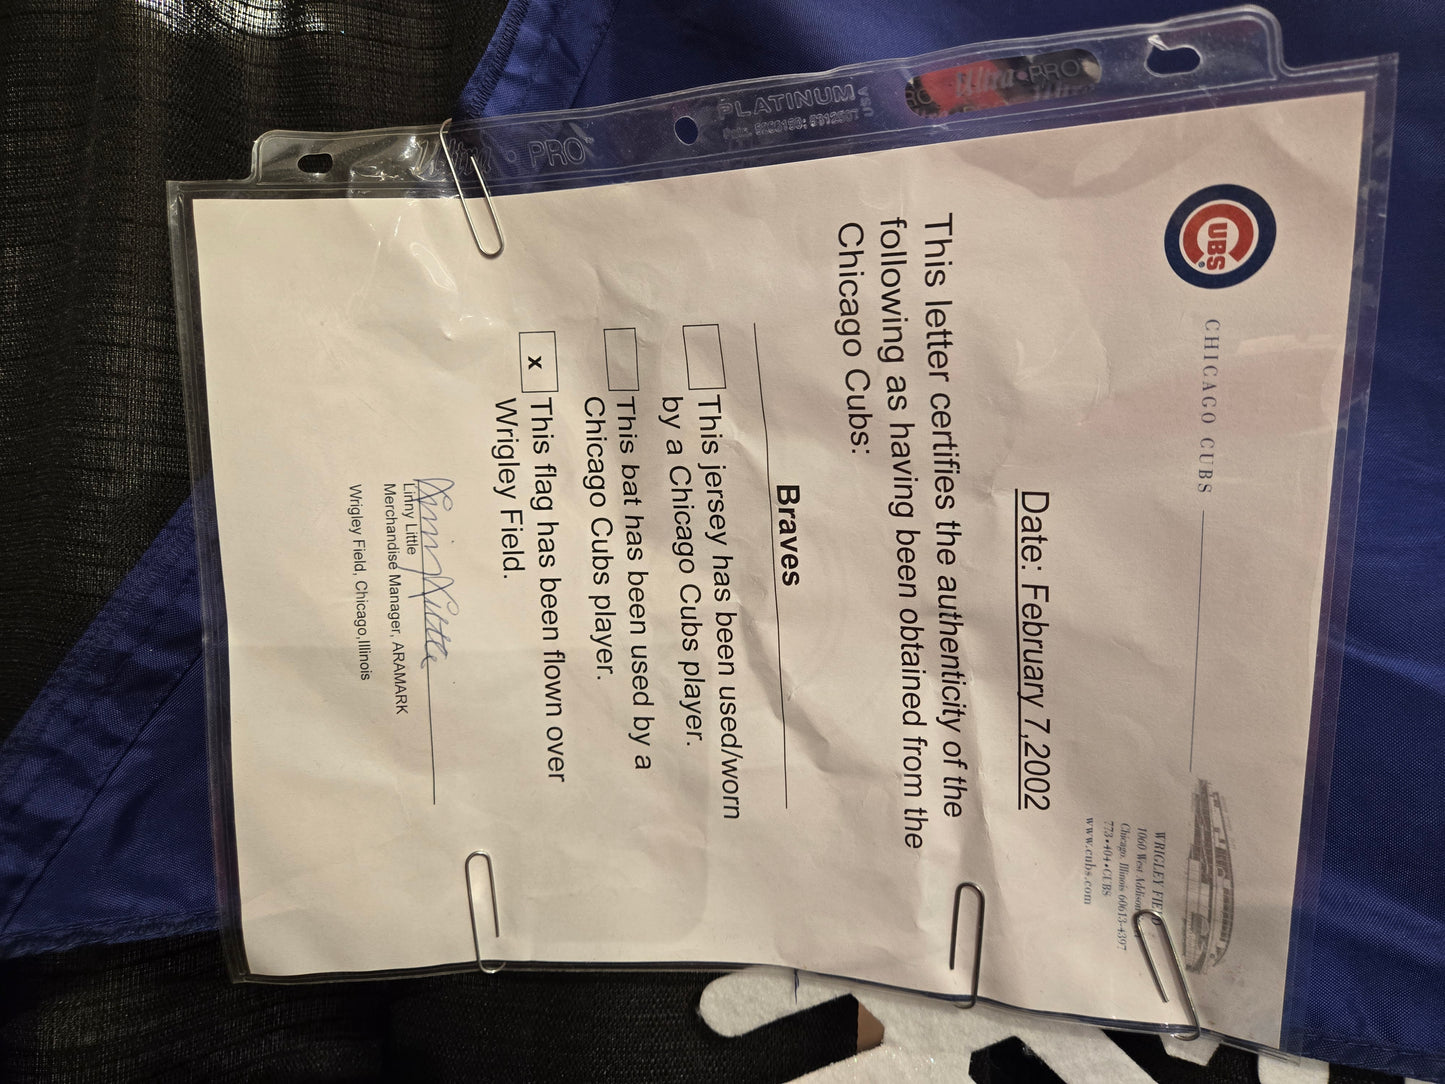 Ultra • PRO
PLATINUM
USA
Ultra • PRO
CUBS
CHICAGO CUBS
WRIGLEY FIELD
1060 West Addison
Chicago, Illinois 60613-4397
773•404•CUBS
www.cubs.com
Date: February 7,2002
This letter certifies the authenticity of the
following as having been obtained from the
Chicago Cubs:
Braves
This jersey has been used/worn
by a Chicago Cubs player.
This bat has been used by a
Chicago Cubs player.
x This flag has been flown over
Wrigley Field.
Linny Little
Linny Little
Merchandise Manager, ARAMARK
Wrigley Field, Chicago,Illinois